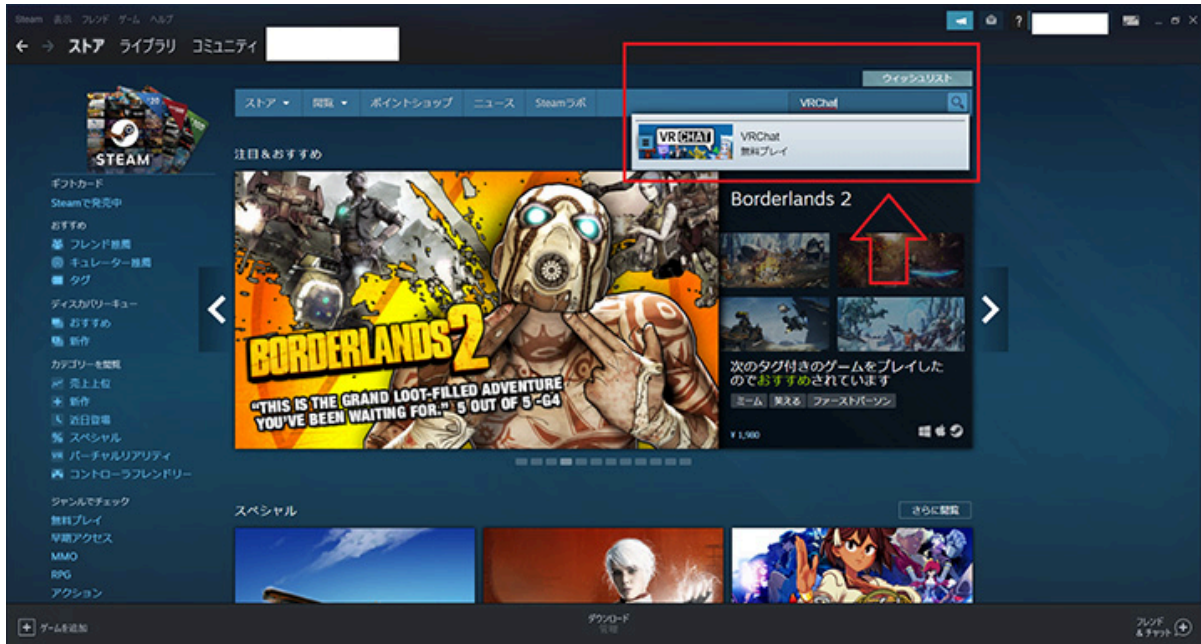 Steam 表示 フレンド ゲーム ヘルプ
?
ストア ライブラリ コミュニティ
ウィッシュリスト
ストア 閲覧 ポイントショップ ニュース Steamラボ VRChat
VRCHAT
VRChat
無料プレイ
STEAM
注目&おすすめ
ギフトカード
Steamで発売中
おすすめ
フレンド推薦
キュレーター推薦
タグ
ディスカバリーキュー
おすすめ
新作
カテゴリーを閲覧
売上上位
新作
近日登場
スペシャル
バーチャルリアリティ
コントローラフレンドリー
ジャンルでチェック
無料プレイ
早期アクセス
MMO
RPG
アクション
BORDERLANDS 2
"THIS IS THE GRAND LOOT-FILLED ADVENTURE
YOU'VE BEEN WAITING FOR." 5 OUT OF 5 -G4
Borderlands 2
次のタグ付きのゲームをプレイした
のでおすすめされています
ミーム 笑える ファーストパーソン
¥ 1,980
スペシャル
さらに閲覧
ゲームを追加
ダウンロード
管理
フレンド
& チャット